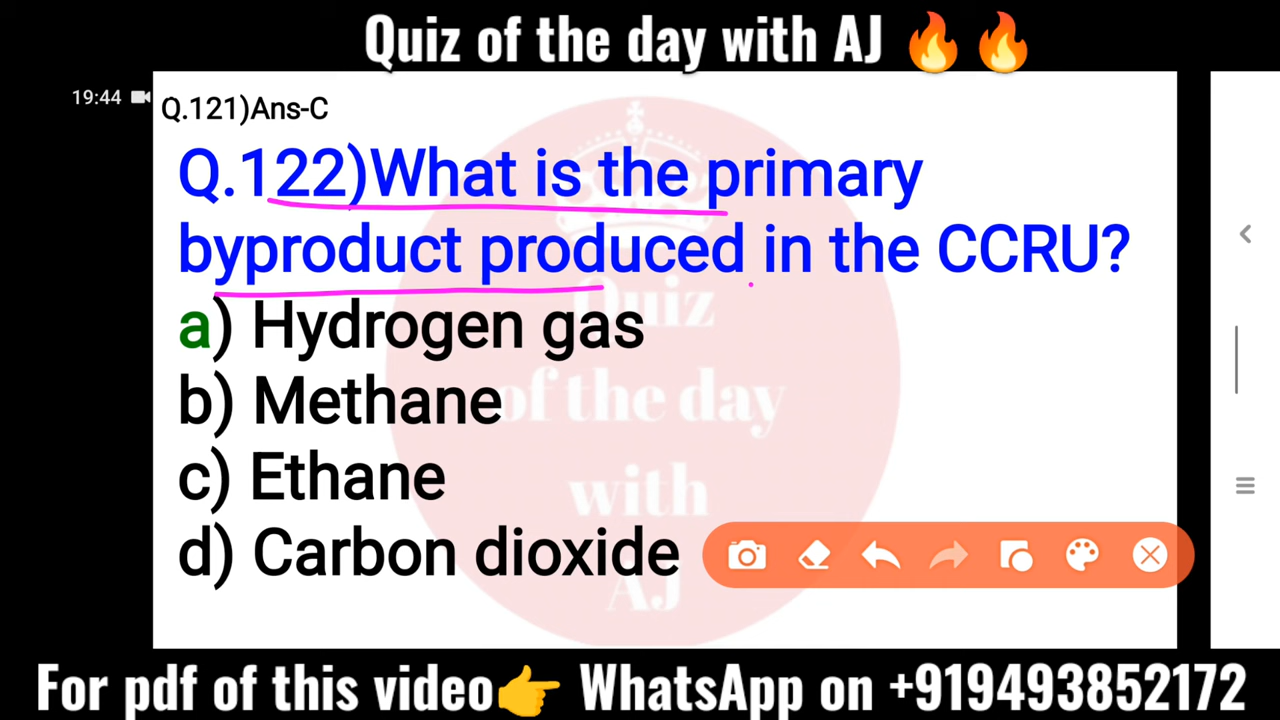 Quiz of the day with AJ 🔥🔥
19:44
Q.121)Ans-C
Q.122)What is the primary
byproduct produced in the CCRU?
a) Hydrogen gas
b) Methane
c) Ethane
d) Carbon dioxide
Quiz
of the day
with
AJ
For pdf of this video👉 WhatsApp on +919493852172